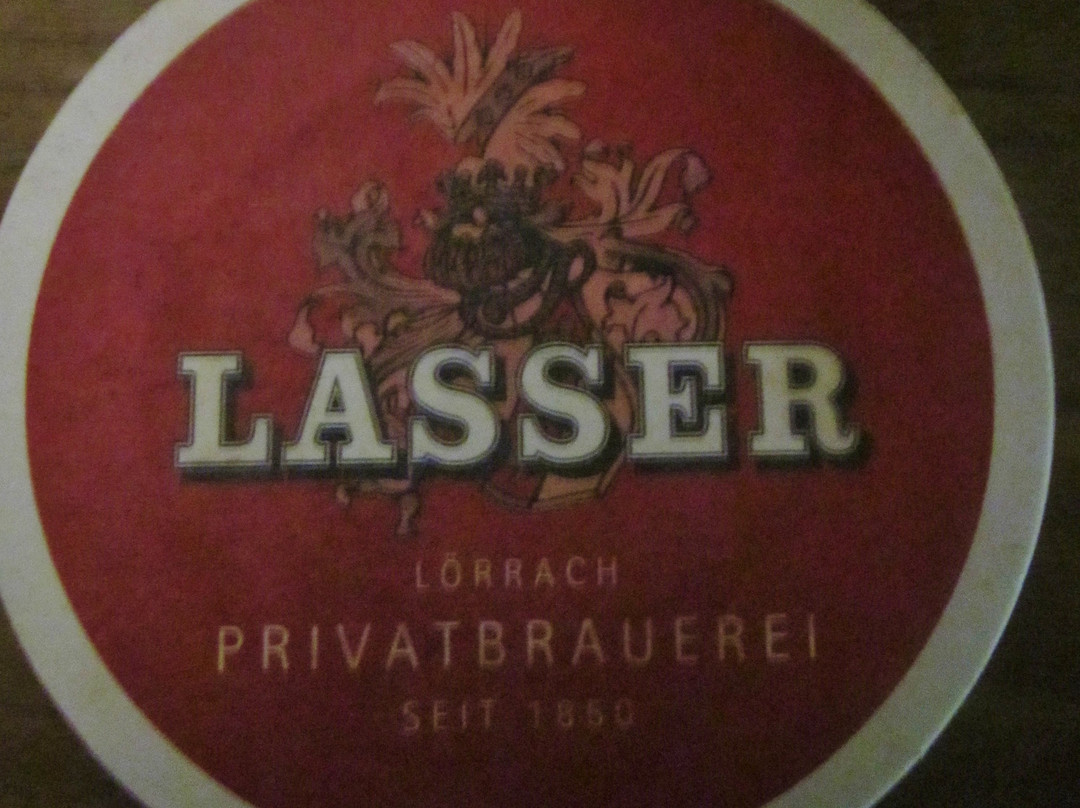 LASSER
LÖRRACH
PRIVATBRAUEREI
SEIT 1850